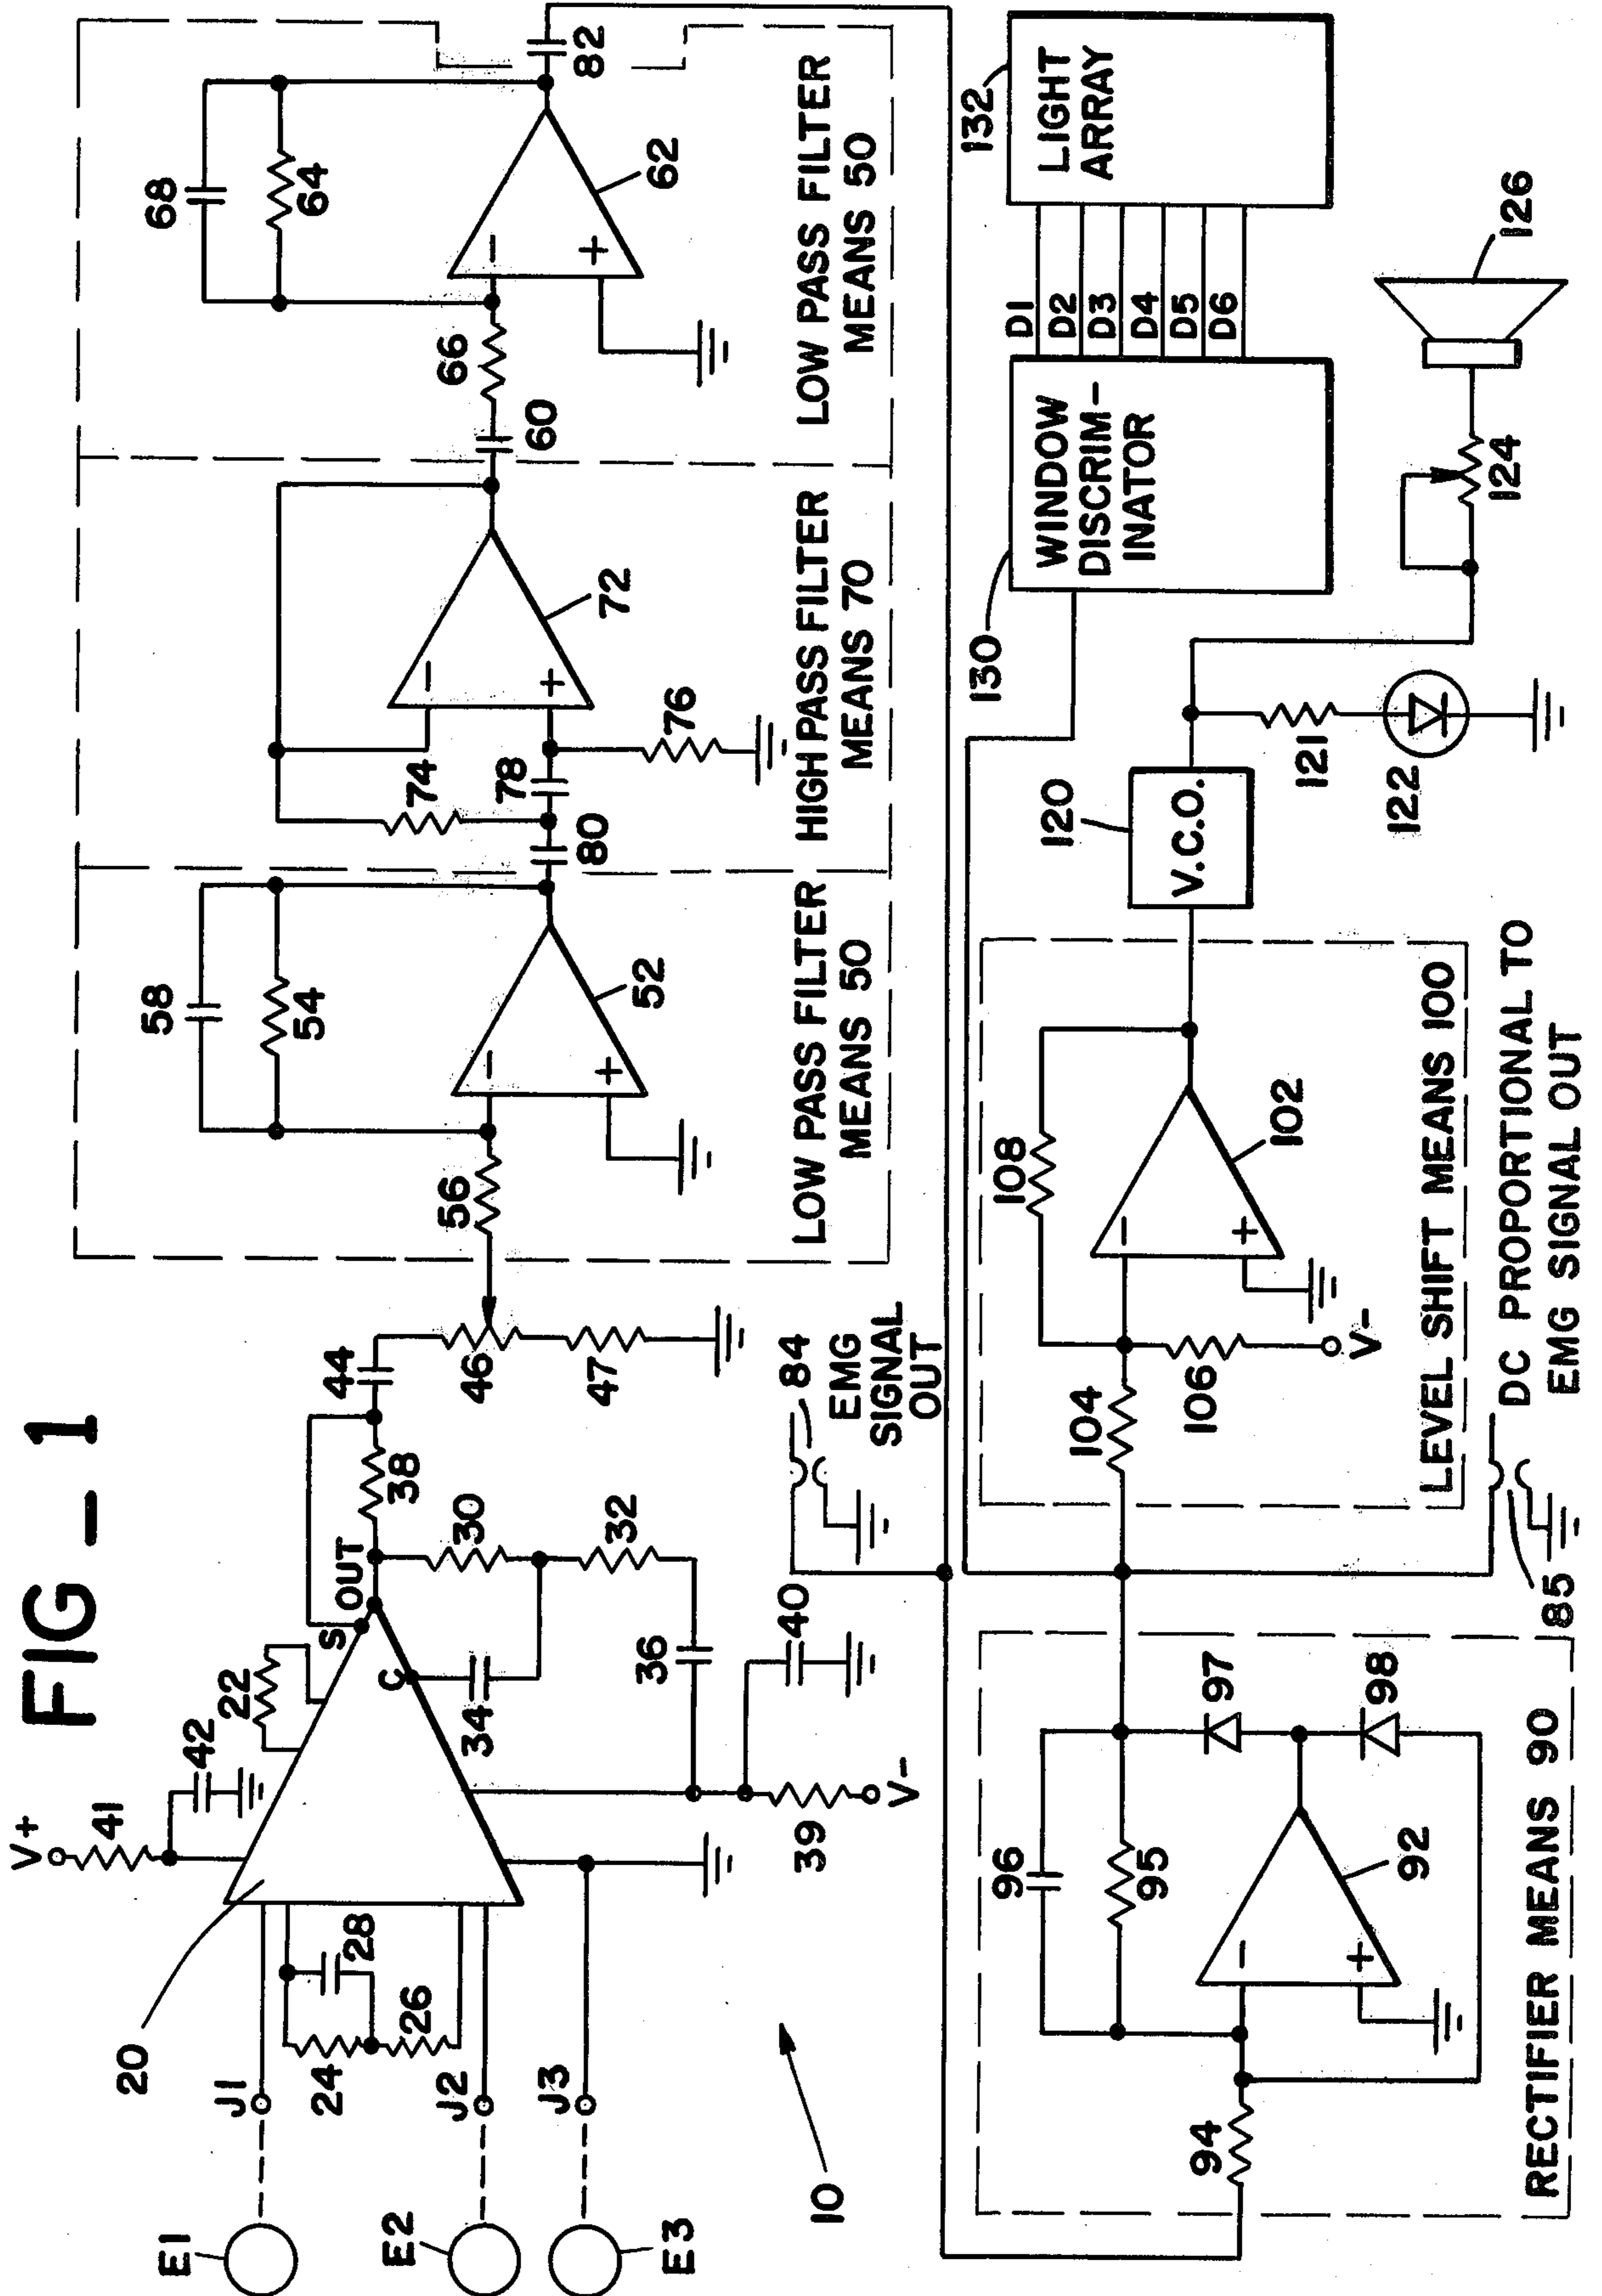 FIG - 1
E1
E2
E3
J1
J2
J3
10
20
24
26
28
V+
41
42
22
S
OUT
C
34
30
32
36
38
39
V-
40
44
46
47
84
EMG
SIGNAL
OUT
56
58
54
-
+
52
LOW PASS FILTER
MEANS 50
80
78
74
76
-
+
72
HIGH PASS FILTER
MEANS 70
60
66
68
64
-
+
62
82
LOW PASS FILTER
MEANS 50
94
96
95
-
+
92
97
98
RECTIFIER MEANS 90
85
DC PROPORTIONAL TO
EMG SIGNAL OUT
104
106
V-
108
-
+
102
LEVEL SHIFT MEANS 100
120
V.C.O.
121
122
124
126
130
WINDOW
DISCRIM-
INATOR
D1
D2
D3
D4
D5
D6
132
LIGHT
ARRAY